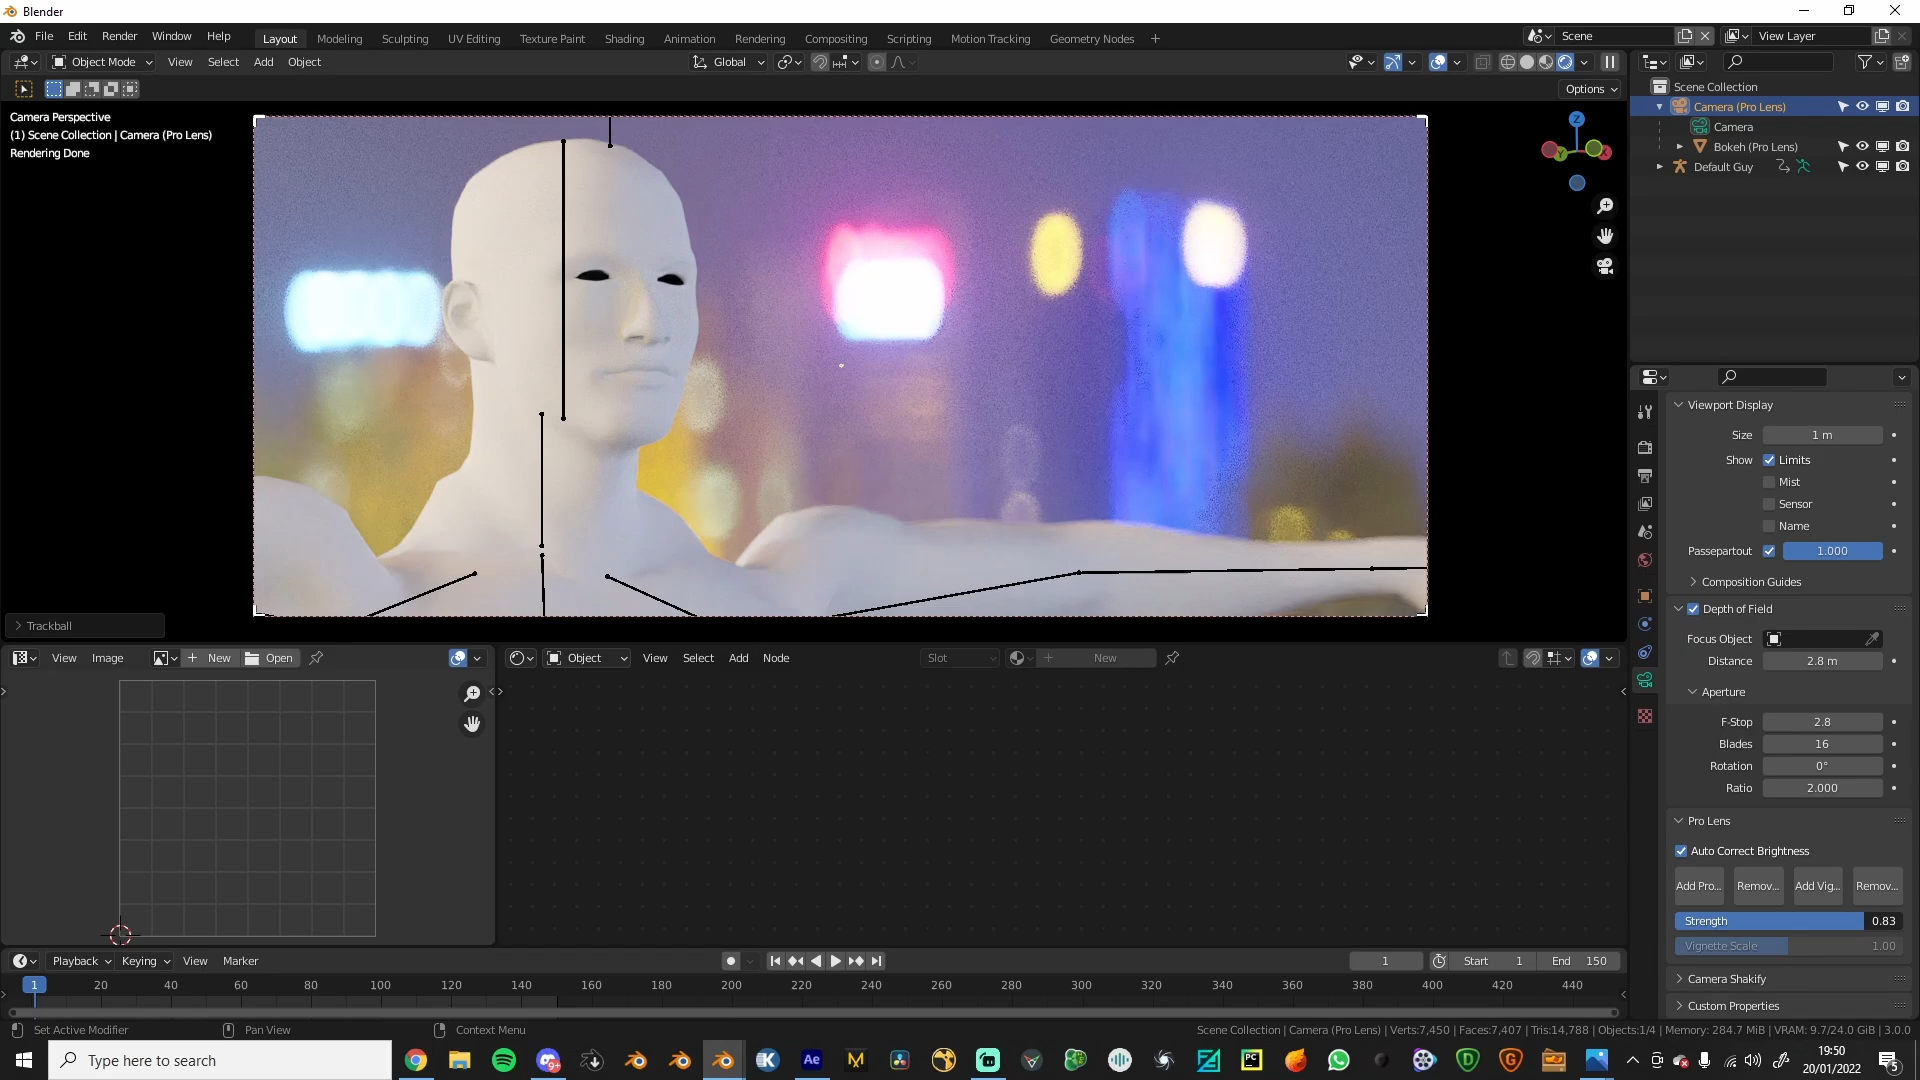 Blender
File Edit Render Window Help
Layout Modeling Sculpting UV Editing Texture Paint Shading Animation Rendering Compositing Scripting Motion Tracking Geometry Nodes +
Scene View Layer
Object Mode View Select Add Object
Global
Options
Camera Perspective
(1) Scene Collection | Camera (Pro Lens)
Rendering Done
Z
Y
X
Trackball
Scene Collection
Camera (Pro Lens)
Camera
Bokeh (Pro Lens)
Default Guy
Viewport Display
Size 1 m
Show Limits
Mist
Sensor
Name
Passepartout 1.000
Composition Guides
Depth of Field
Focus Object
Distance 2.8 m
Aperture
F-Stop 2.8
Blades 16
Rotation 0°
Ratio 2.000
Pro Lens
Auto Correct Brightness
Add Pro... Remov... Add Vig... Remov...
Strength 0.83
Vignette Scale 1.00
Camera Shakify
Custom Properties
View Image + New Open
Object View Select Add Node
Slot + New
Playback Keying View Marker
1 Start 1 End 150
1 20 40 60 80 100 120 140 160 180 200 220 240 260 280 300 320 340 360 380 400 420 440
Set Active Modifier Pan View Context Menu
Scene Collection | Camera (Pro Lens) | Verts:7,450 | Faces:7,407 | Tris:14,788 | Objects:1/4 | Memory: 284.7 MiB | VRAM: 9.7/24.0 GiB | 3.0.0
Type here to search
9+
K
Ae
M
PC
D
G
19:50
20/01/2022
5